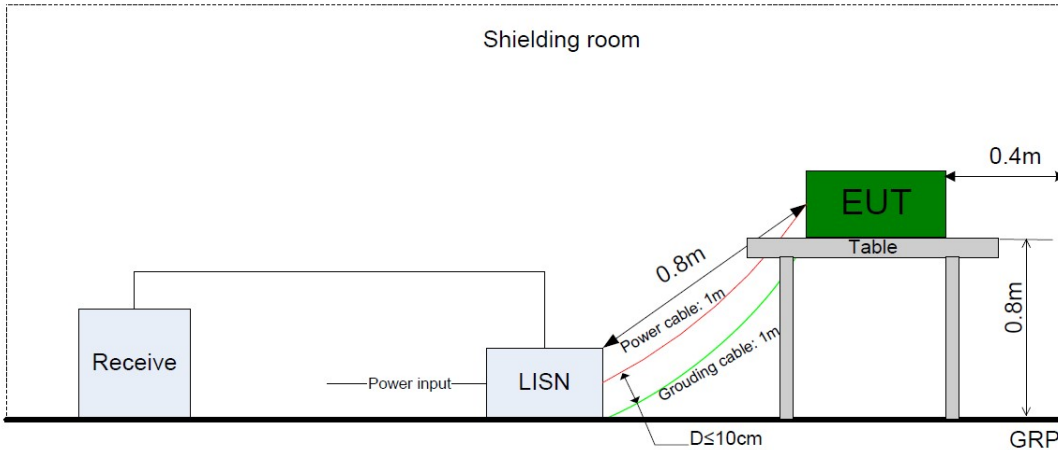 Shielding room
0.4m
EUT
Table
0.8m
0.8m
Power cable: 1m
Grouding cable: 1m
Receive
Power input
LISN
D≤10cm
GRP